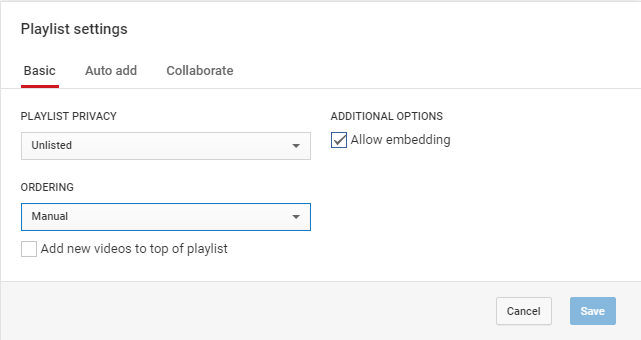 Playlist settings
Basic Auto add Collaborate
PLAYLIST PRIVACY
Unlisted
ADDITIONAL OPTIONS
Allow embedding
ORDERING
Manual
Add new videos to top of playlist
Cancel Save